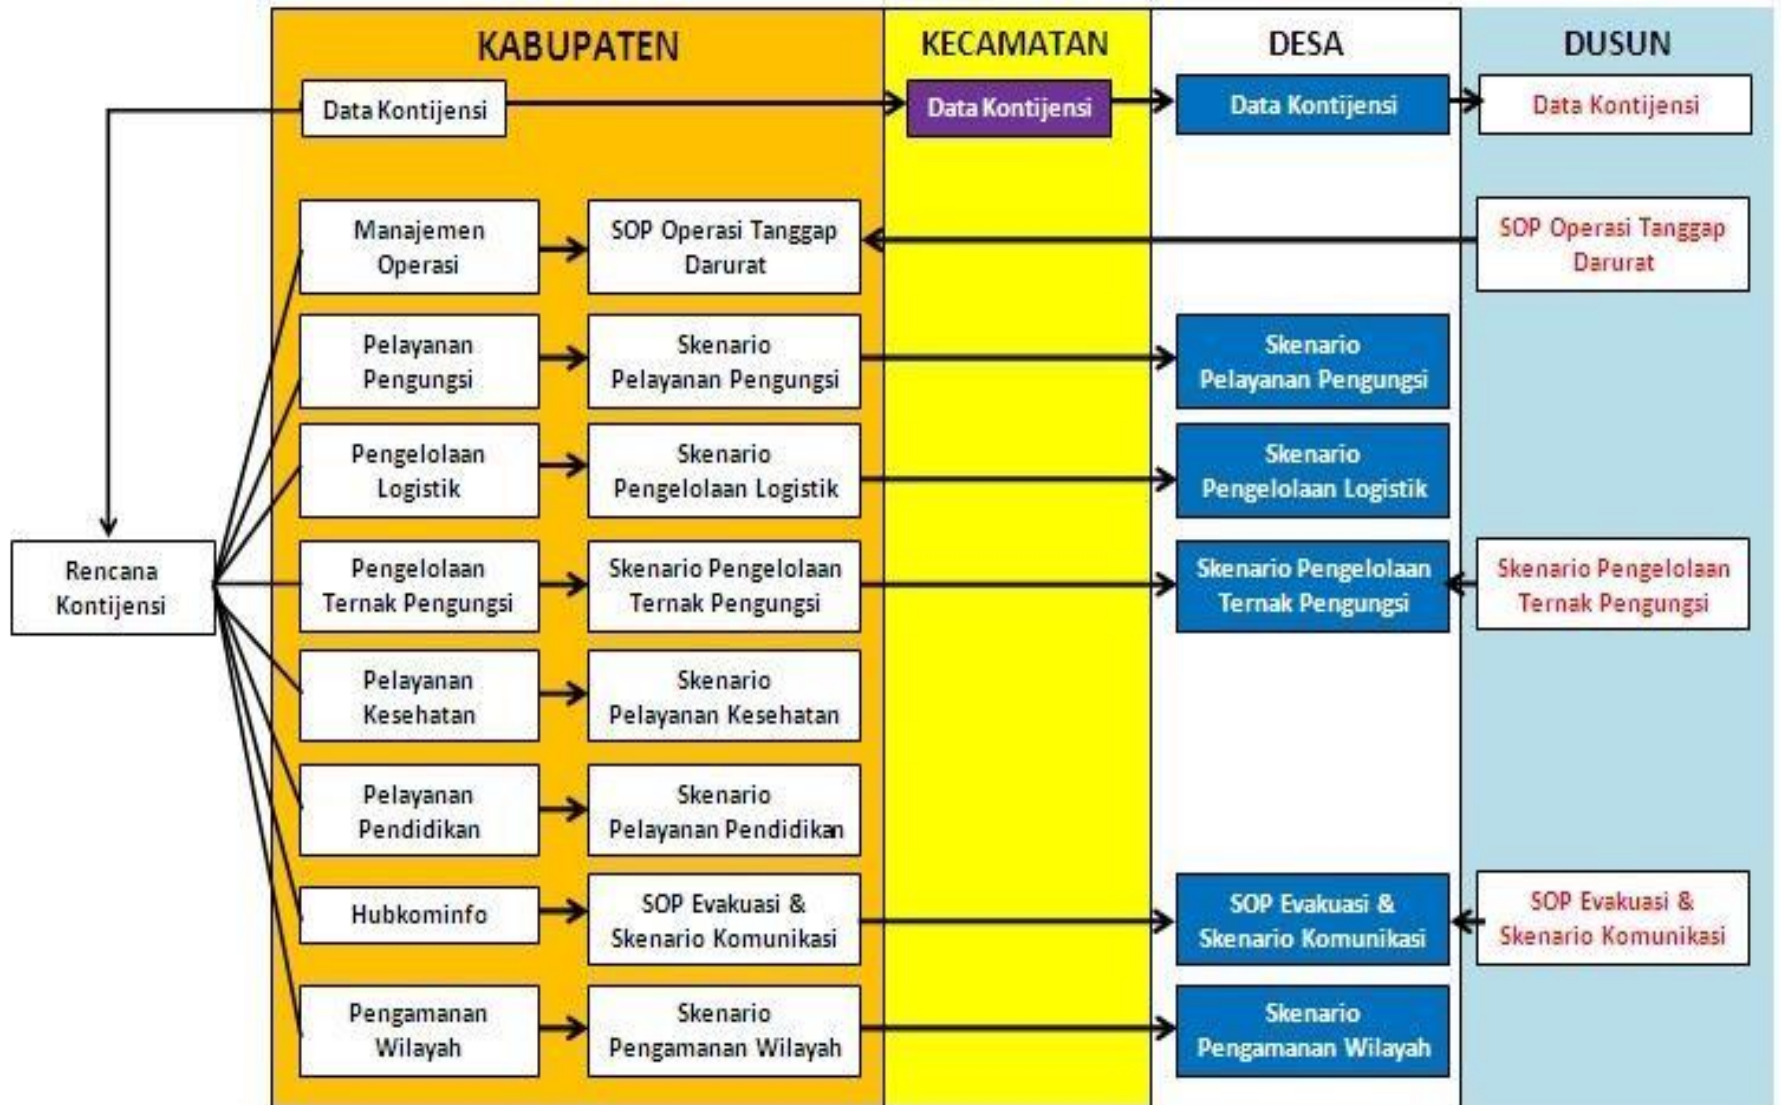 KABUPATEN
KECAMATAN
DESA
DUSUN
Data Kontijensi
Data Kontijensi
Data Kontijensi
Data Kontijensi
Manajemen
Operasi
SOP Operasi Tanggap
Darurat
SOP Operasi Tanggap
Darurat
Pelayanan
Pengungsi
Skenario
Pelayanan Pengungsi
Skenario
Pelayanan Pengungsi
Pengelolaan
Logistik
Skenario
Pengelolaan Logistik
Skenario
Pengelolaan Logistik
Rencana
Kontijensi
Pengelolaan
Ternak Pengungsi
Skenario Pengelolaan
Ternak Pengungsi
Skenario Pengelolaan
Ternak Pengungsi
Skenario Pengelolaan
Ternak Pengungsi
Pelayanan
Kesehatan
Skenario
Pelayanan Kesehatan
Pelayanan
Pendidikan
Skenario
Pelayanan Pendidikan
Hubkominfo
SOP Evakuasi &
Skenario Komunikasi
SOP Evakuasi &
Skenario Komunikasi
SOP Evakuasi &
Skenario Komunikasi
Pengamanan
Wilayah
Skenario
Pengamanan Wilayah
Skenario
Pengamanan Wilayah